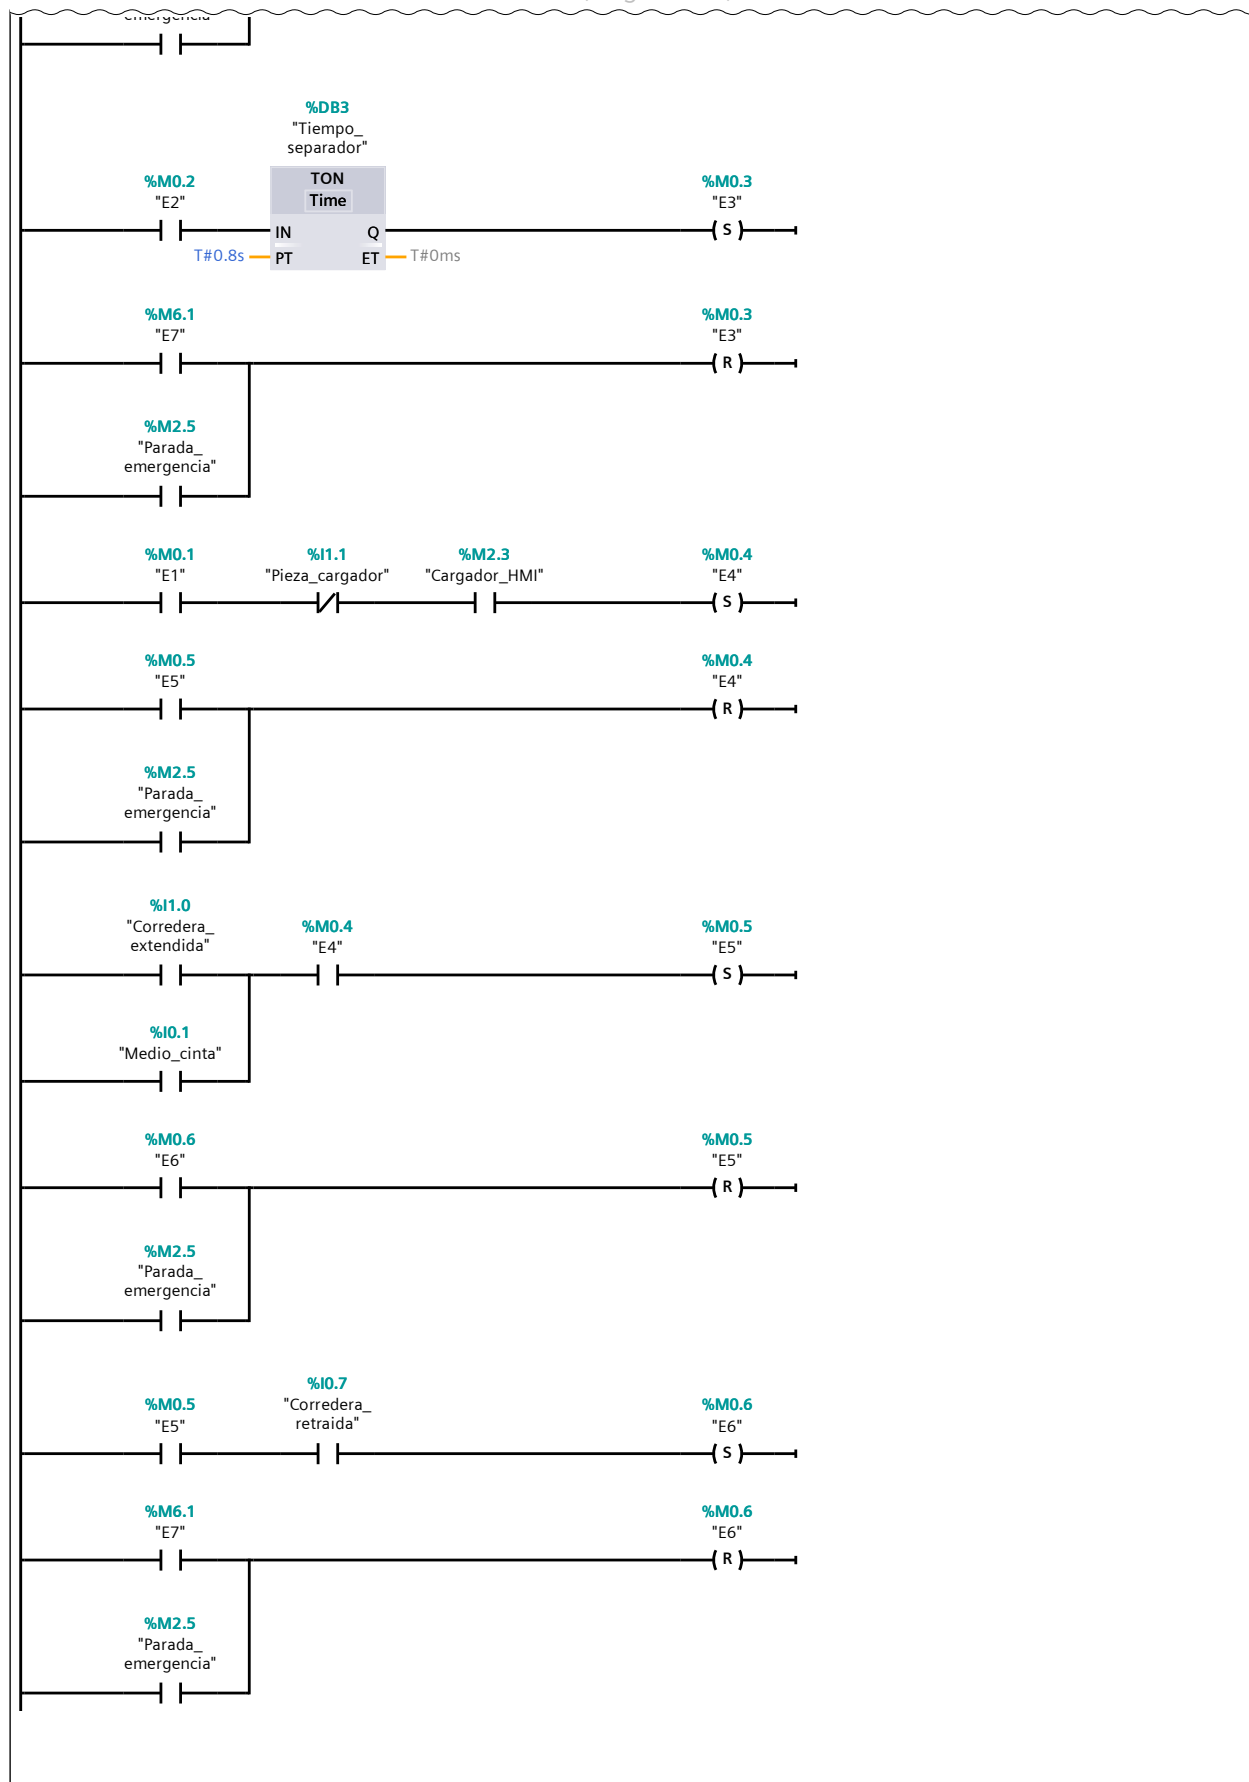 emergencia"
%DB3
"Tiempo_
separador"
%M0.2
"E2"
TON
Time
%M0.3
"E3"
IN Q
( S )
T#0.8s PT ET T#0ms
%M6.1
"E7"
%M0.3
"E3"
( R )
%M2.5
"Parada_
emergencia"
%M0.1
"E1"
%I1.1
"Pieza_cargador"
%M2.3
"Cargador_HMI"
%M0.4
"E4"
( S )
%M0.5
"E5"
%M0.4
"E4"
( R )
%M2.5
"Parada_
emergencia"
%I1.0
"Corredera_
extendida"
%M0.4
"E4"
%M0.5
"E5"
( S )
%I0.1
"Medio_cinta"
%M0.6
"E6"
%M0.5
"E5"
( R )
%M2.5
"Parada_
emergencia"
%M0.5
"E5"
%I0.7
"Corredera_
retraida"
%M0.6
"E6"
( S )
%M6.1
"E7"
%M0.6
"E6"
( R )
%M2.5
"Parada_
emergencia"